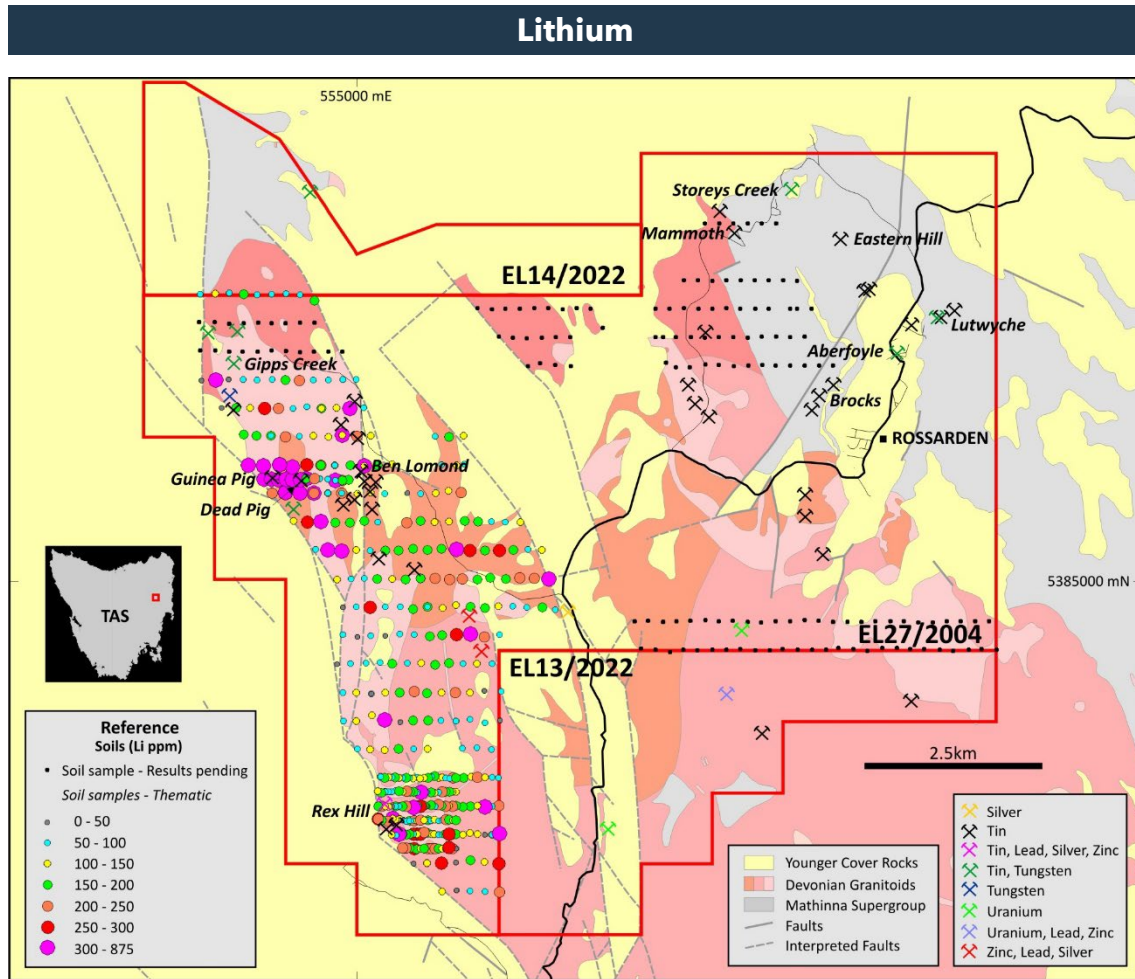 Lithium
555000 mE
Storeys Creek
Mammoth
Eastern Hill
EL14/2022
Lutwyche
Gipps Creek
Aberfoyle
Brocks
ROSSARDEN
Ben Lomond
Guinea Pig
Dead Pig
5385000 mN
TAS
EL27/2004
EL13/2022
2.5km
Rex Hill
Reference
Soils (Li ppm)
Soil sample - Results pending
Soil samples - Thematic
0 - 50
50 - 100
100 - 150
150 - 200
200 - 250
250 - 300
300 - 875
Younger Cover Rocks
Devonian Granitoids
Mathinna Supergroup
Faults
Interpreted Faults
Silver
Tin
Tin, Lead, Silver, Zinc
Tin, Tungsten
Tungsten
Uranium
Uranium, Lead, Zinc
Zinc, Lead, Silver